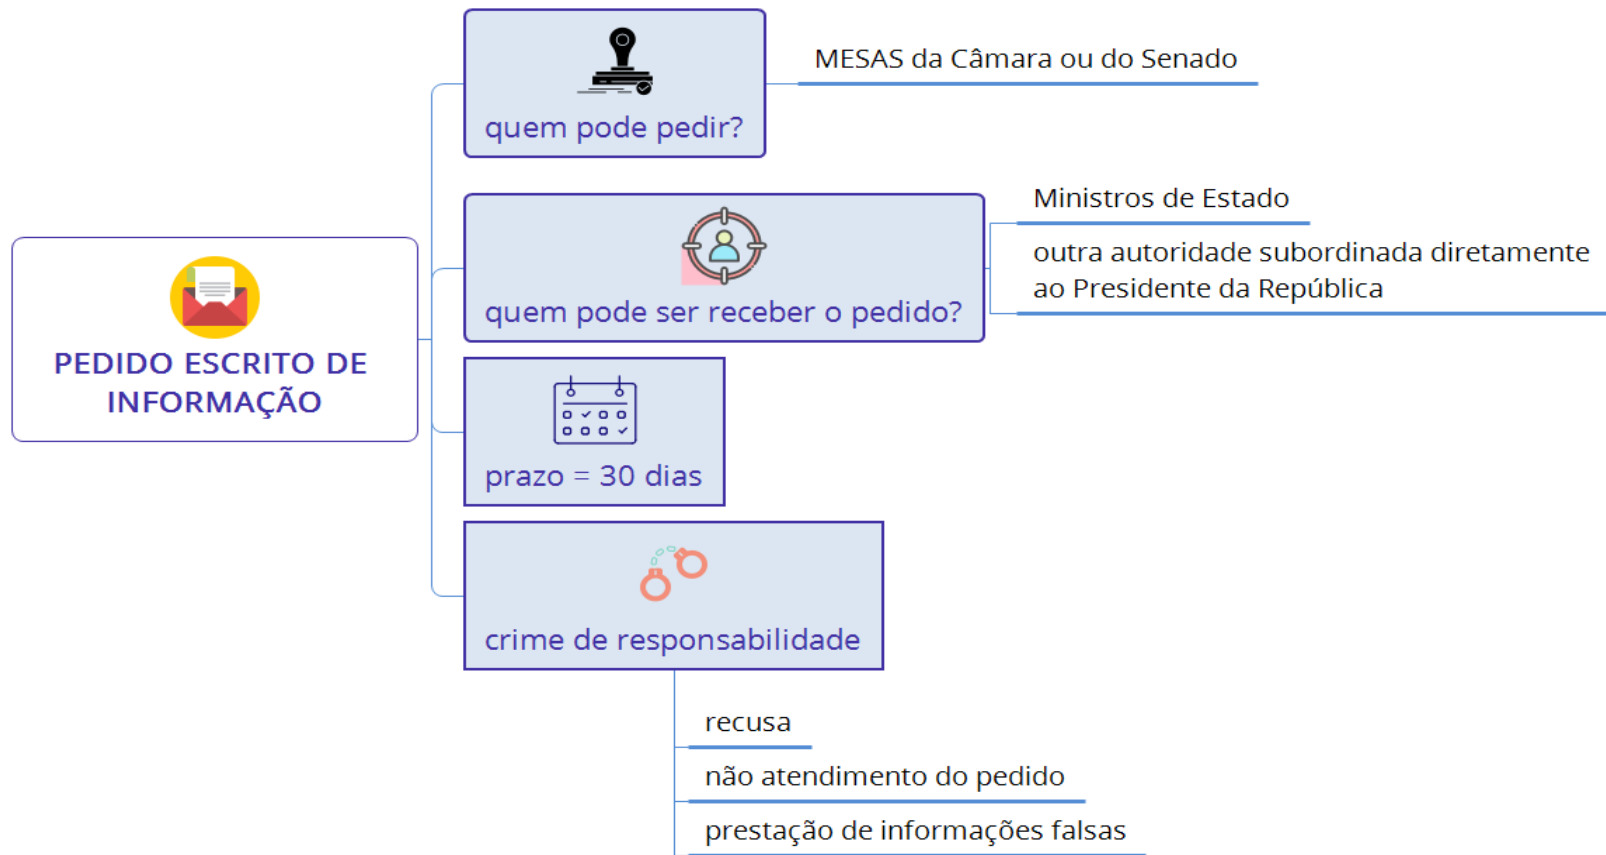 PEDIDO ESCRITO DE
INFORMAÇÃO
quem pode pedir?
MESAS da Câmara ou do Senado
quem pode ser receber o pedido?
Ministros de Estado
outra autoridade subordinada diretamente
ao Presidente da República
prazo = 30 dias
crime de responsabilidade
recusa
não atendimento do pedido
prestação de informações falsas